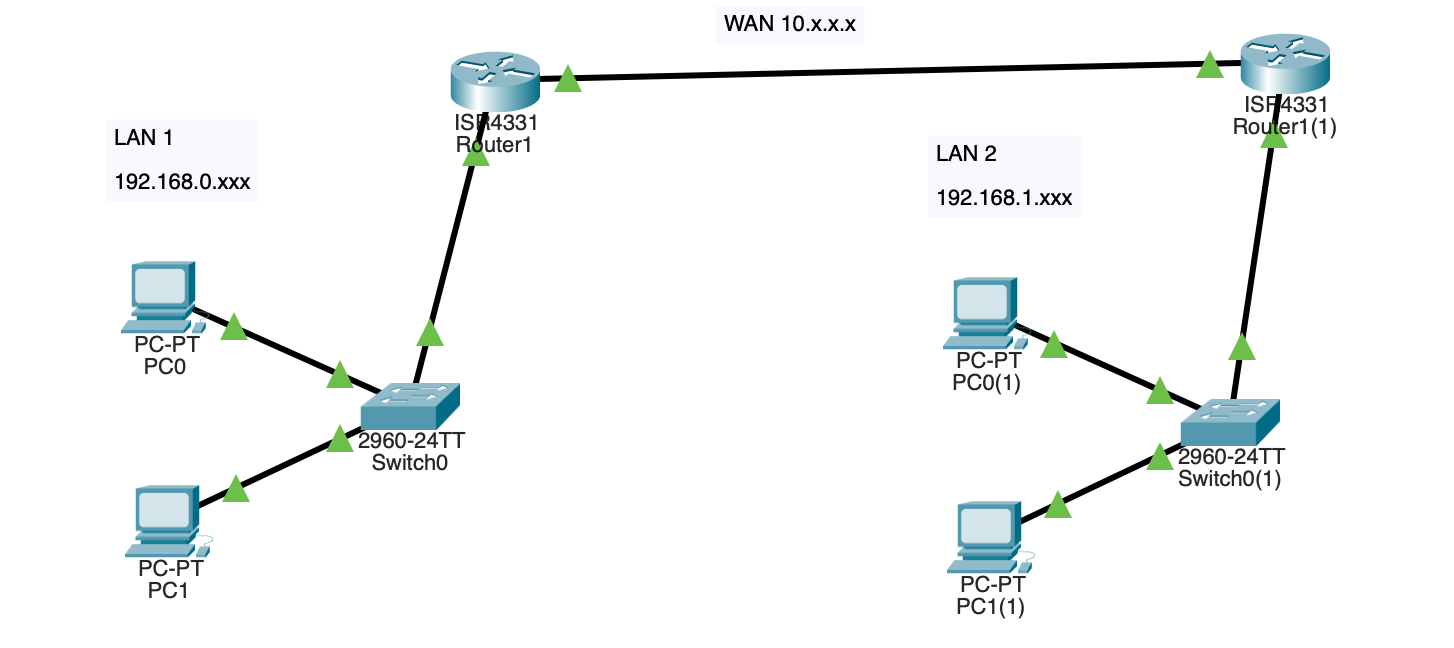 WAN 10.x.x.x
ISR4331
Router1
ISR4331
Router1(1)
LAN 1
192.168.0.xxx
LAN 2
192.168.1.xxx
PC-PT
PC0
PC-PT
PC0(1)
2960-24TT
Switch0
2960-24TT
Switch0(1)
PC-PT
PC1
PC-PT
PC1(1)